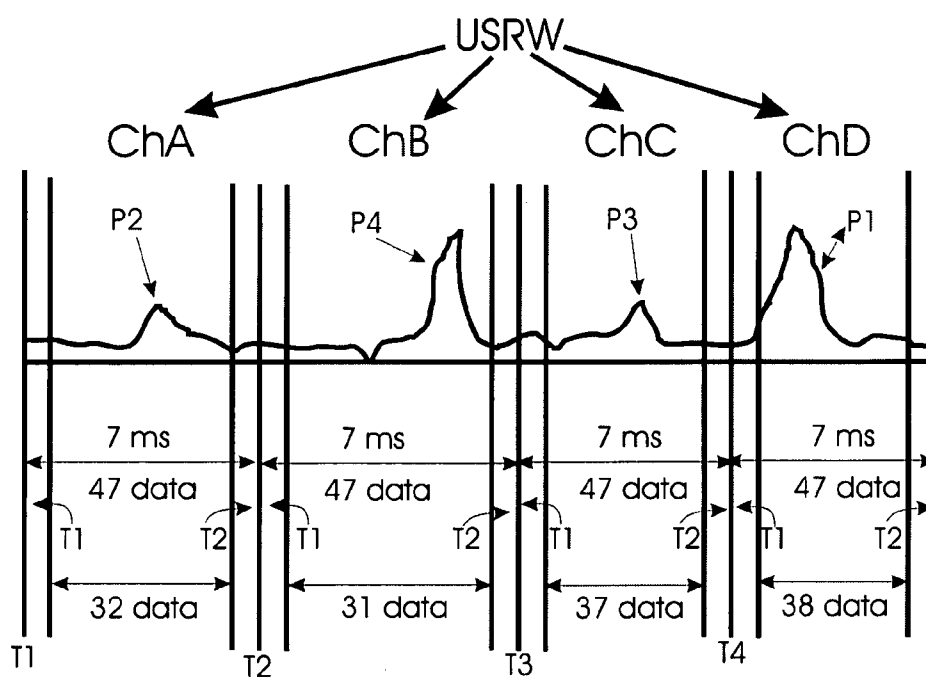 USRW
ChA ChB ChC ChD
P2 P4 P3 P1
7 ms 7 ms 7 ms 7 ms
47 data 47 data 47 data 47 data
T1 T2 T1 T2 T1 T2 T1 T2
32 data 31 data 37 data 38 data
T1 T2 T3 T4